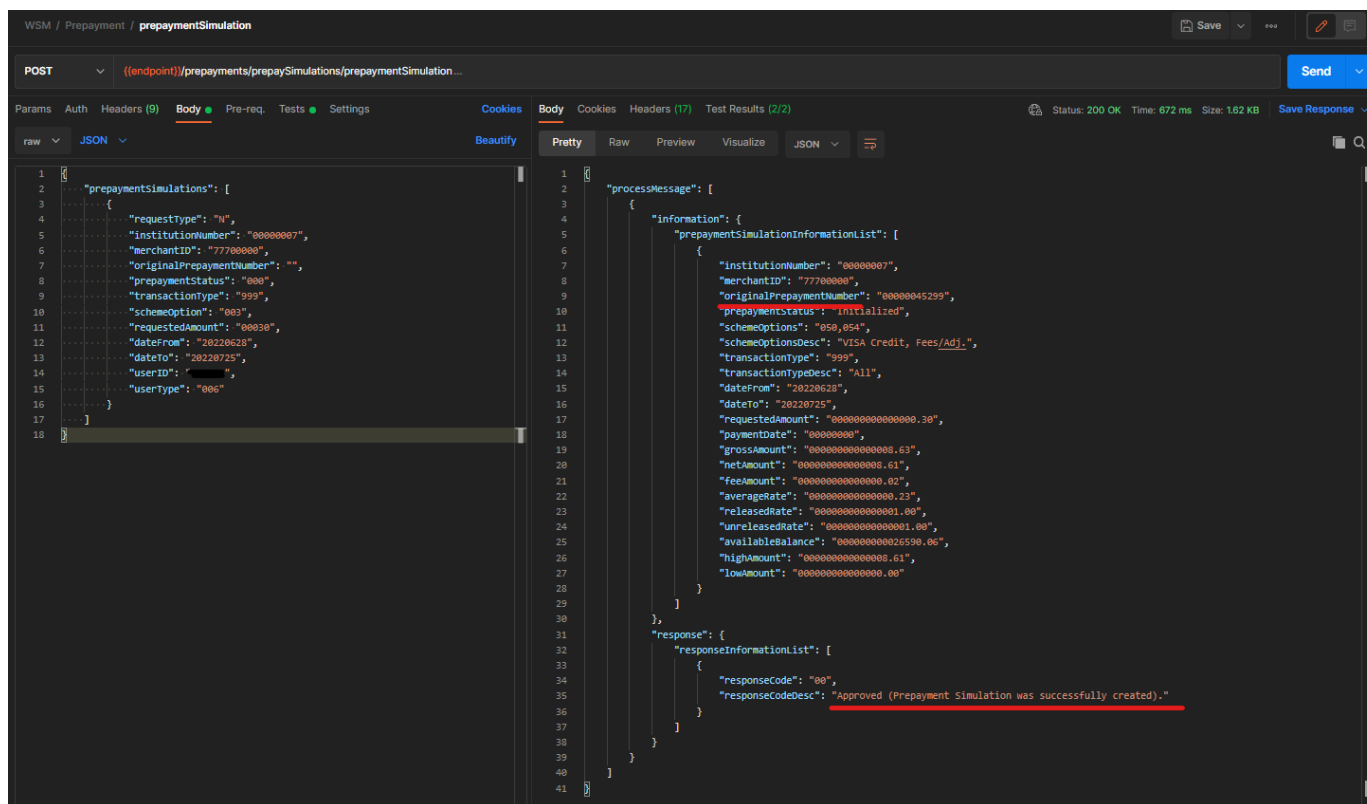 WSM / Prepayment / prepaymentSimulation
Save
POST
{{endpoint}}/prepayments/prepaySimulations/prepaymentSimulation...
Send
Params Auth Headers (9) Body Pre-req. Tests Settings Cookies
raw JSON Beautify
1 {
2 "prepaymentSimulations": [
3 {
4 "requestType": "N",
5 "institutionNumber": "00000007",
6 "merchantID": "77700000",
7 "originalPrepaymentNumber": "",
8 "prepaymentStatus": "000",
9 "transactionType": "999",
10 "schemeOption": "003",
11 "requestedAmount": "00030",
12 "dateFrom": "20220628",
13 "dateTo": "20220725",
14 "userID": " ",
15 "userType": "006"
16 }
17 ]
18 }
Body Cookies Headers (17) Test Results (2/2) Status: 200 OK Time: 672 ms Size: 1.62 KB Save Response
Pretty Raw Preview Visualize JSON
1 {
2 "processMessage": [
3 {
4 "information": {
5 "prepaymentSimulationInformationList": [
6 {
7 "institutionNumber": "00000007",
8 "merchantID": "77700000",
9 "originalPrepaymentNumber": "00000045299",
10 "prepaymentStatus": "Initialized",
11 "schemeOptions": "050,054",
12 "schemeOptionsDesc": "VISA Credit, Fees/Adj.",
13 "transactionType": "999",
14 "transactionTypeDesc": "All",
15 "dateFrom": "20220628",
16 "dateTo": "20220725",
17 "requestedAmount": "000000000000000.30",
18 "paymentDate": "00000000",
19 "grossAmount": "000000000000008.63",
20 "netAmount": "000000000000008.61",
21 "feeAmount": "000000000000000.02",
22 "averageRate": "000000000000000.23",
23 "releasedRate": "000000000000001.00",
24 "unreleasedRate": "000000000000001.00",
25 "availableBalance": "000000000026590.06",
26 "highAmount": "000000000000008.61",
27 "lowAmount": "000000000000000.00"
28 }
29 ]
30 },
31 "response": {
32 "responseInformationList": [
33 {
34 "responseCode": "00",
35 "responseCodeDesc": "Approved (Prepayment Simulation was successfully created)."
36 }
37 ]
38 }
39 }
40 ]
41 }